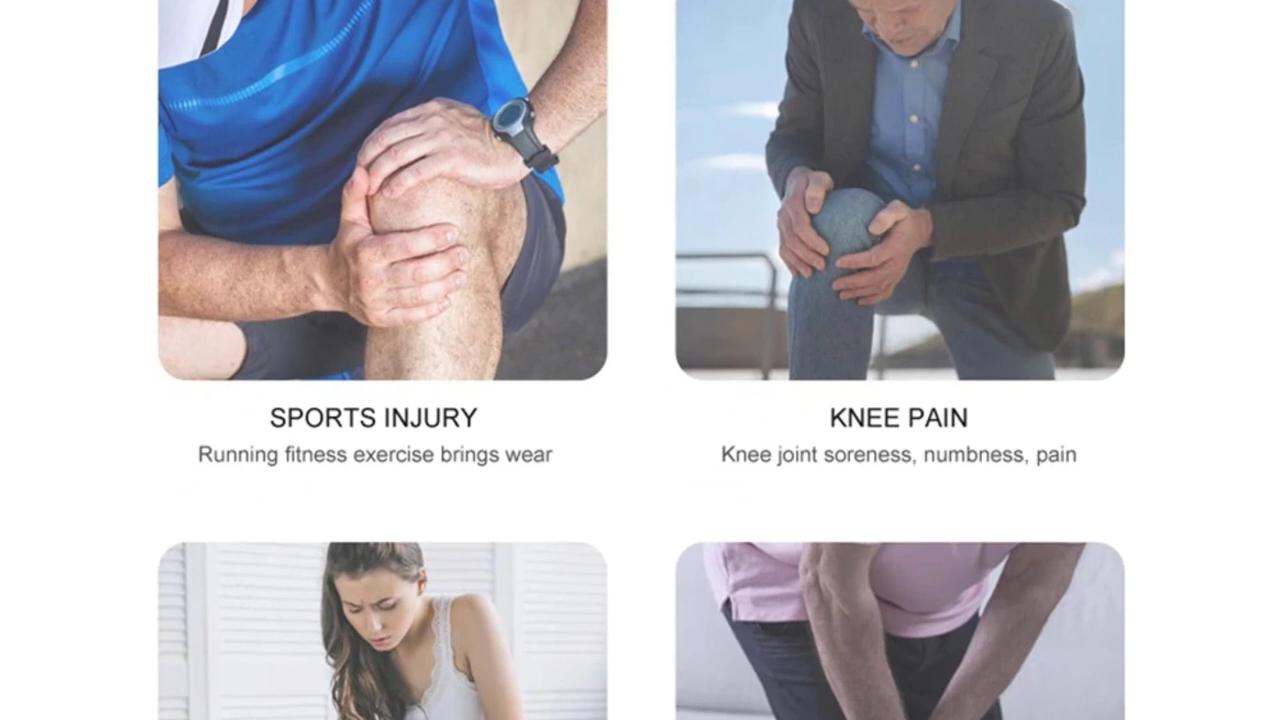 SPORTS INJURY
Running fitness exercise brings wear
KNEE PAIN
Knee joint soreness, numbness, pain